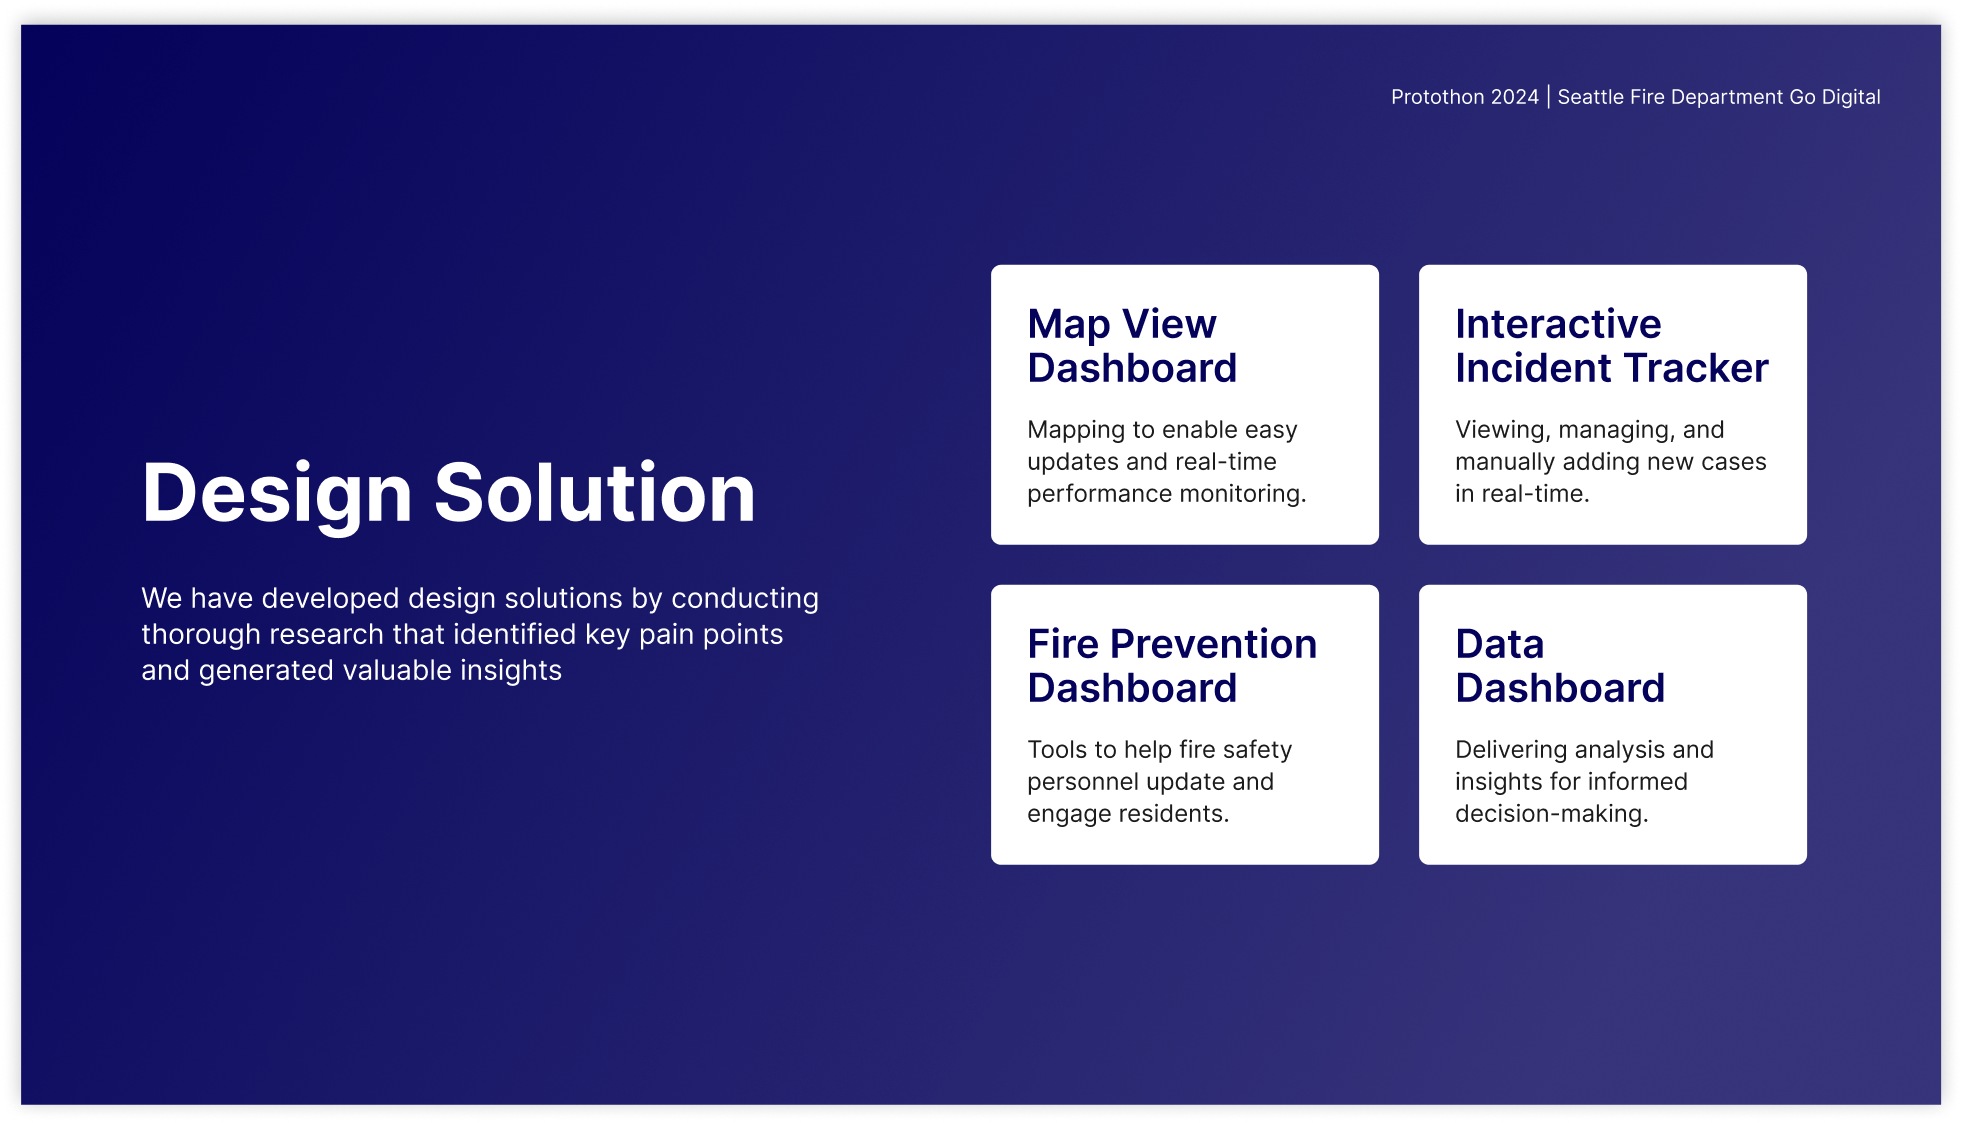 Protothon 2024 | Seattle Fire Department Go Digital
Design Solution
We have developed design solutions by conducting
thorough research that identified key pain points
and generated valuable insights
Map View
Dashboard
Mapping to enable easy
updates and real-time
performance monitoring.
Interactive
Incident Tracker
Viewing, managing, and
manually adding new cases
in real-time.
Fire Prevention
Dashboard
Tools to help fire safety
personnel update and
engage residents.
Data
Dashboard
Delivering analysis and
insights for informed
decision-making.